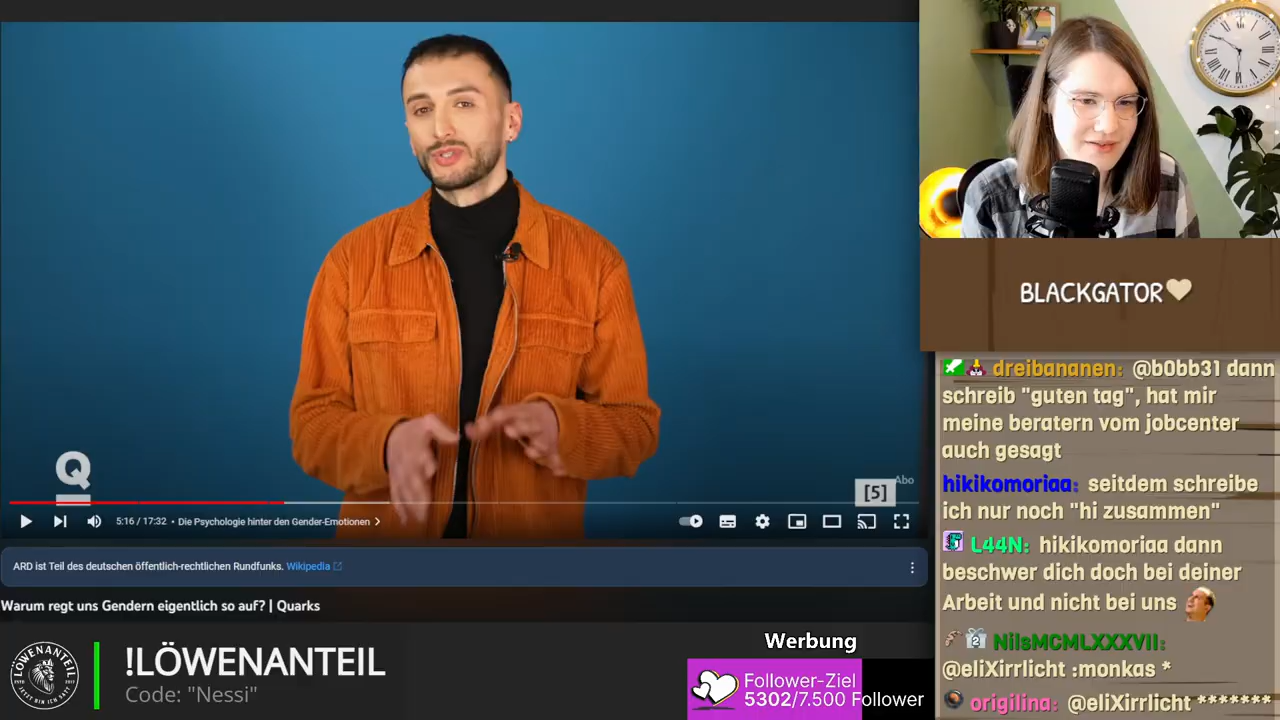 BLACKGATOR
dreibananen: @b0bb31 dann
schreib "guten tag", hat mir
meine beratern vom jobcenter
auch gesagt
hikikomoriaa: seitdem schreibe
ich nur noch "hi zusammen"
L44N: hikikomoriaa dann
beschwer dich doch bei deiner
Arbeit und nicht bei uns
2 NilsMCMLXXXVII:
@eliXirrlicht :monkas *
origilina: @eliXirrlicht *******
Q
[5]
Abo
5:16 / 17:32 • Die Psychologie hinter den Gender-Emotionen
ARD ist Teil des deutschen öffentlich-rechtlichen Rundfunks. Wikipedia
Warum regt uns Gendern eigentlich so auf? | Quarks
LÖWENANTEIL
!LÖWENANTEIL
Code: "Nessi"
Werbung
Follower-Ziel
5302/7.500 Follower